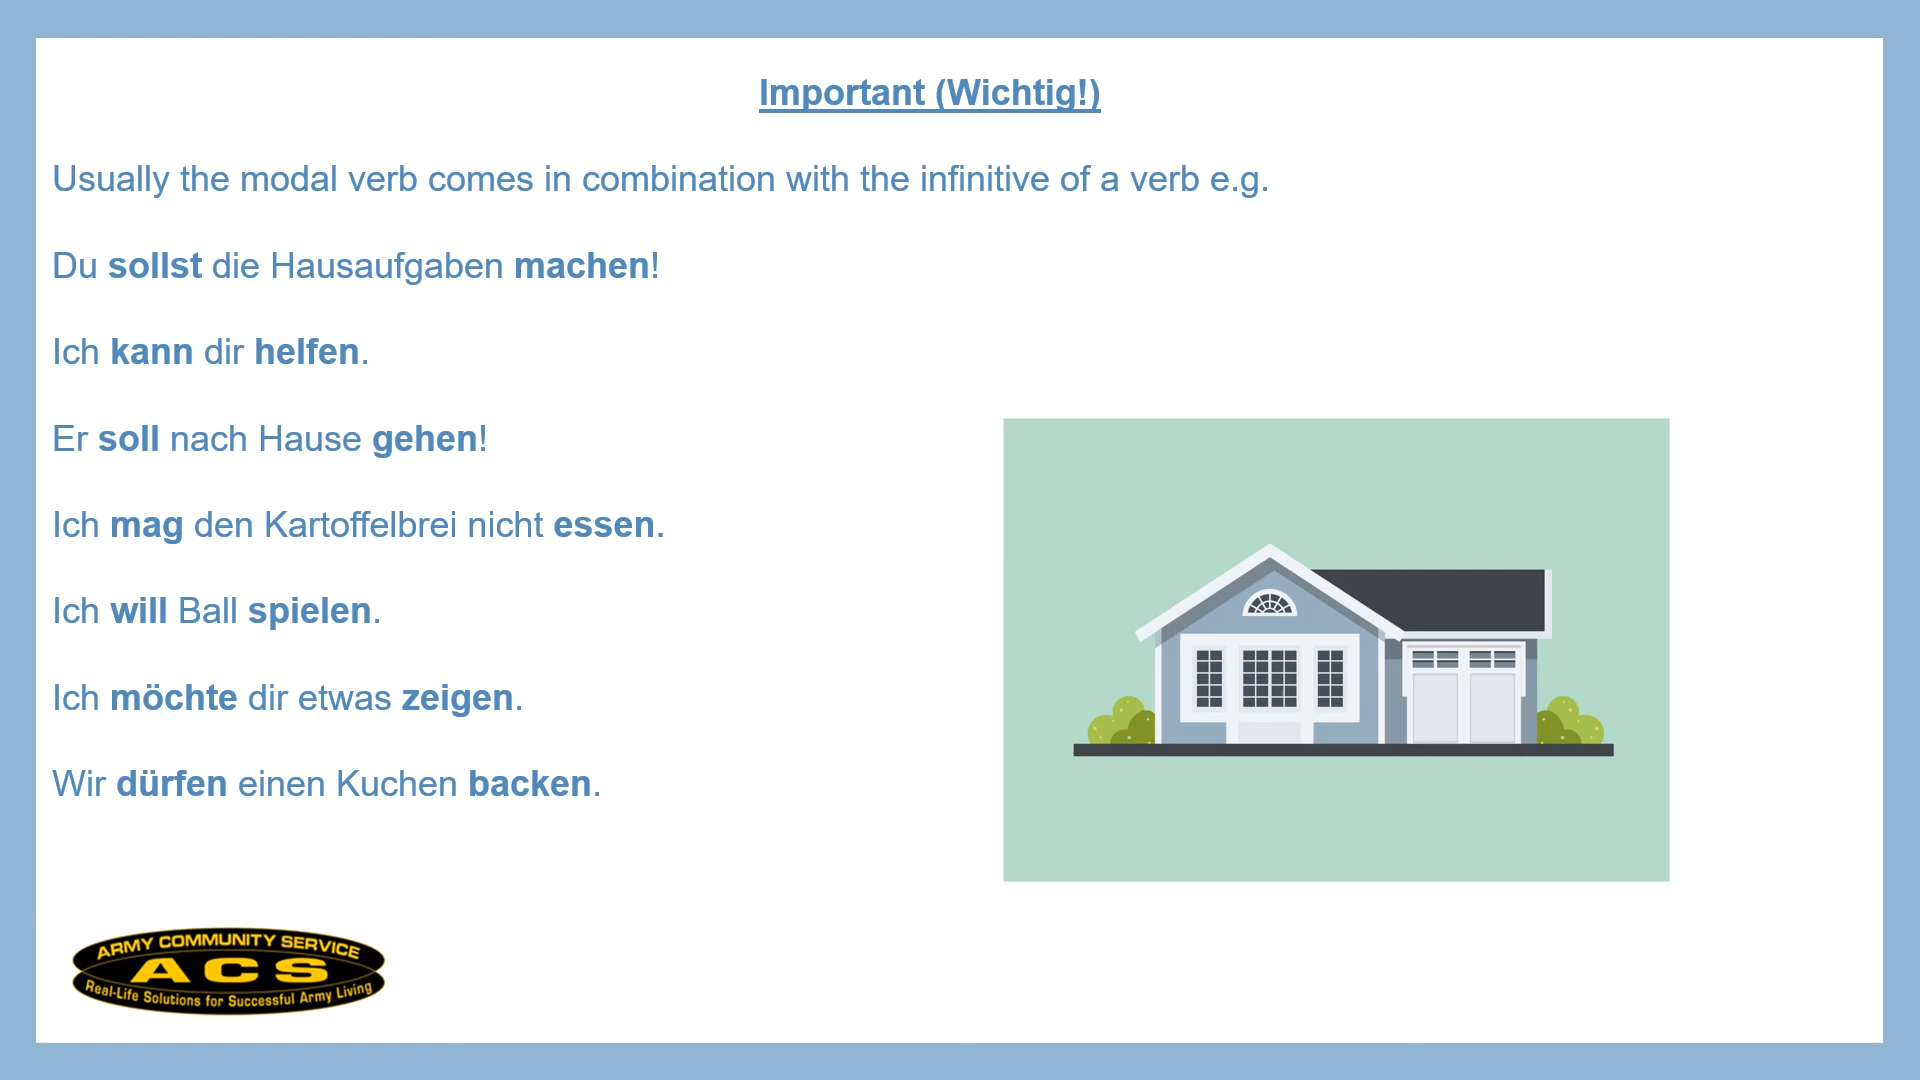 Important (Wichtig!)
Usually the modal verb comes in combination with the infinitive of a verb e.g.
Du sollst die Hausaufgaben machen!
Ich kann dir helfen.
Er soll nach Hause gehen!
Ich mag den Kartoffelbrei nicht essen.
Ich will Ball spielen.
Ich möchte dir etwas zeigen.
Wir dürfen einen Kuchen backen.
ARMY COMMUNITY SERVICE
ACS
Real-Life Solutions for Successful Army Living